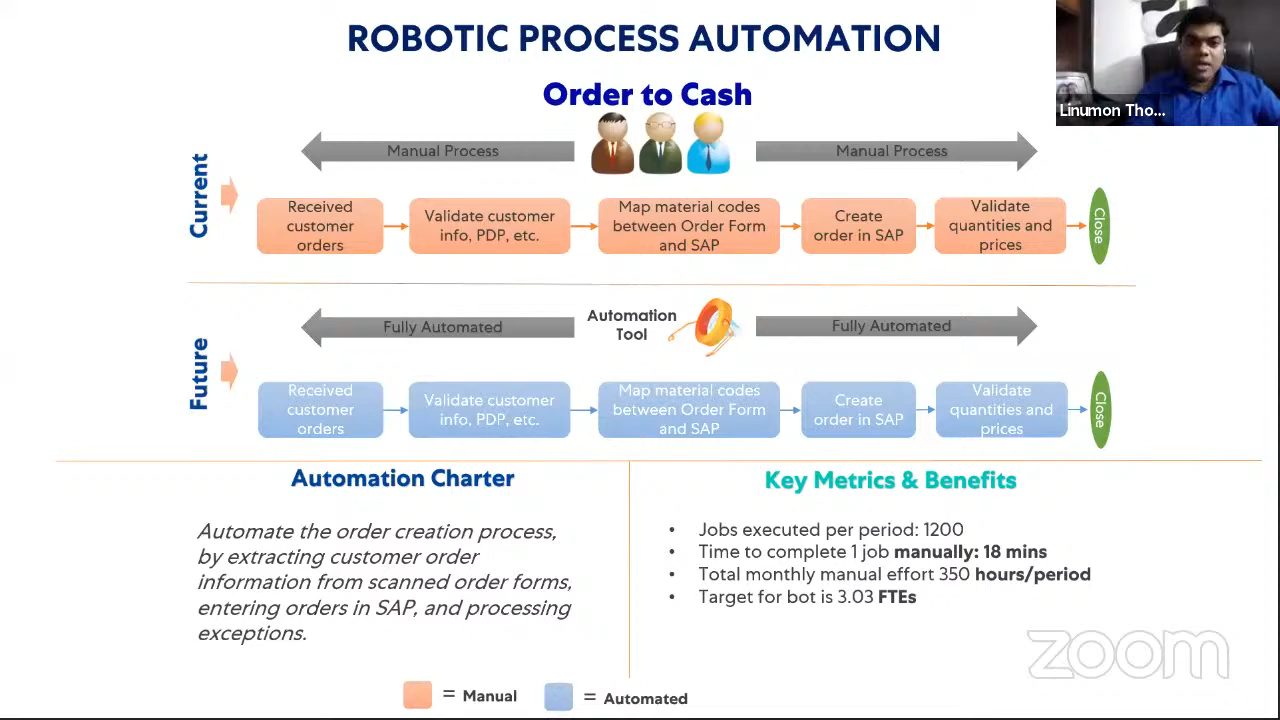 ROBOTIC PROCESS AUTOMATION
Linumon Tho...
Order to Cash
Manual Process
Manual Process
Current
Received
customer
orders
Validate customer
info, PDP, etc.
Map material codes
between Order Form
and SAP
Create
order in SAP
Validate
quantities and
prices
Close
Fully Automated
Automation
Tool
Fully Automated
Future
Received
customer
orders
Validate customer
info, PDP, etc.
Map material codes
between Order Form
and SAP
Create
order in SAP
Validate
quantities and
prices
Close
Automation Charter
Automate the order creation process,
by extracting customer order
information from scanned order forms,
entering orders in SAP, and processing
exceptions.
Key Metrics & Benefits
• Jobs executed per period: 1200
• Time to complete 1 job manually: 18 mins
• Total monthly manual effort 350 hours/period
• Target for bot is 3.03 FTEs
zoom
= Manual
= Automated